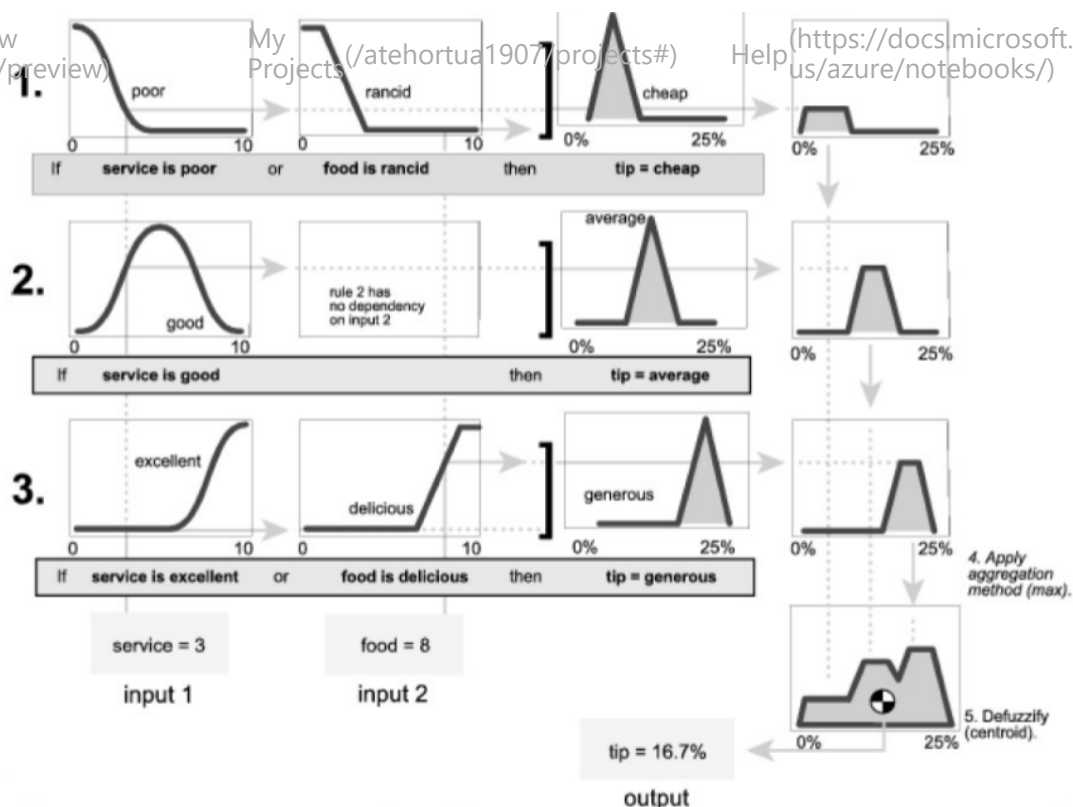 w My (/atehortua1907/projects#) Help (https://docs.microsoft.
/preview) Projects us/azure/notebooks/)
1.
poor
rancid
cheap
0 10 0 10 0% 25% 0% 25%
If service is poor or food is rancid then tip = cheap
2.
good
rule 2 has
no dependency
on input 2
average
0 10 0% 25% 0% 25%
If service is good then tip = average
3.
excellent
delicious
generous
0 10 0 10 0% 25% 0% 25%
If service is excellent or food is delicious then tip = generous
4. Apply
aggregation
method (max).
service = 3
input 1
food = 8
input 2
0% 25%
5. Defuzzify
(centroid).
tip = 16.7%
output